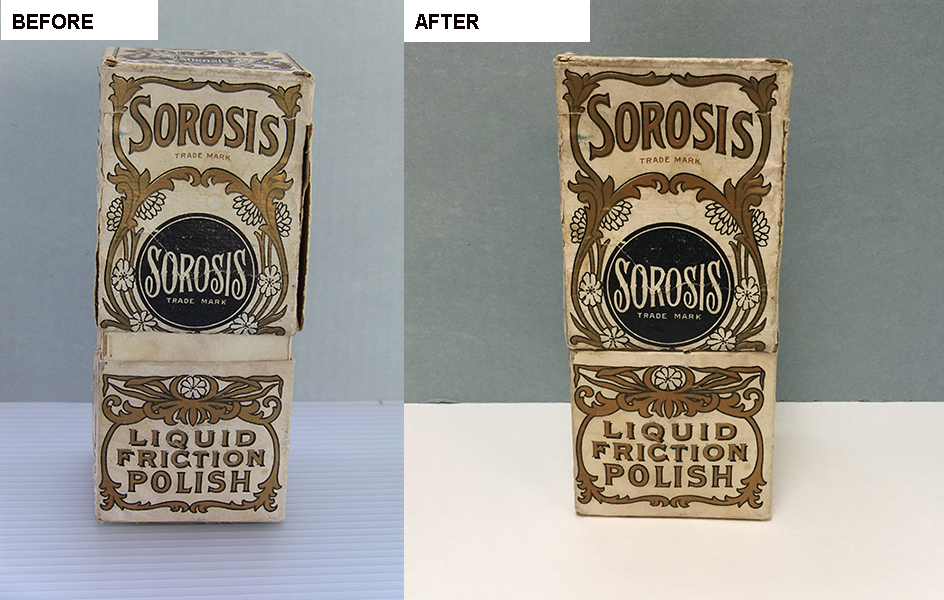 BEFORE
SOROSIS
TRADE MARK
SOROSIS
TRADE MARK
LIQUID
FRICTION
POLISH
AFTER
SOROSIS
TRADE MARK
SOROSIS
TRADE MARK
LIQUID
FRICTION
POLISH